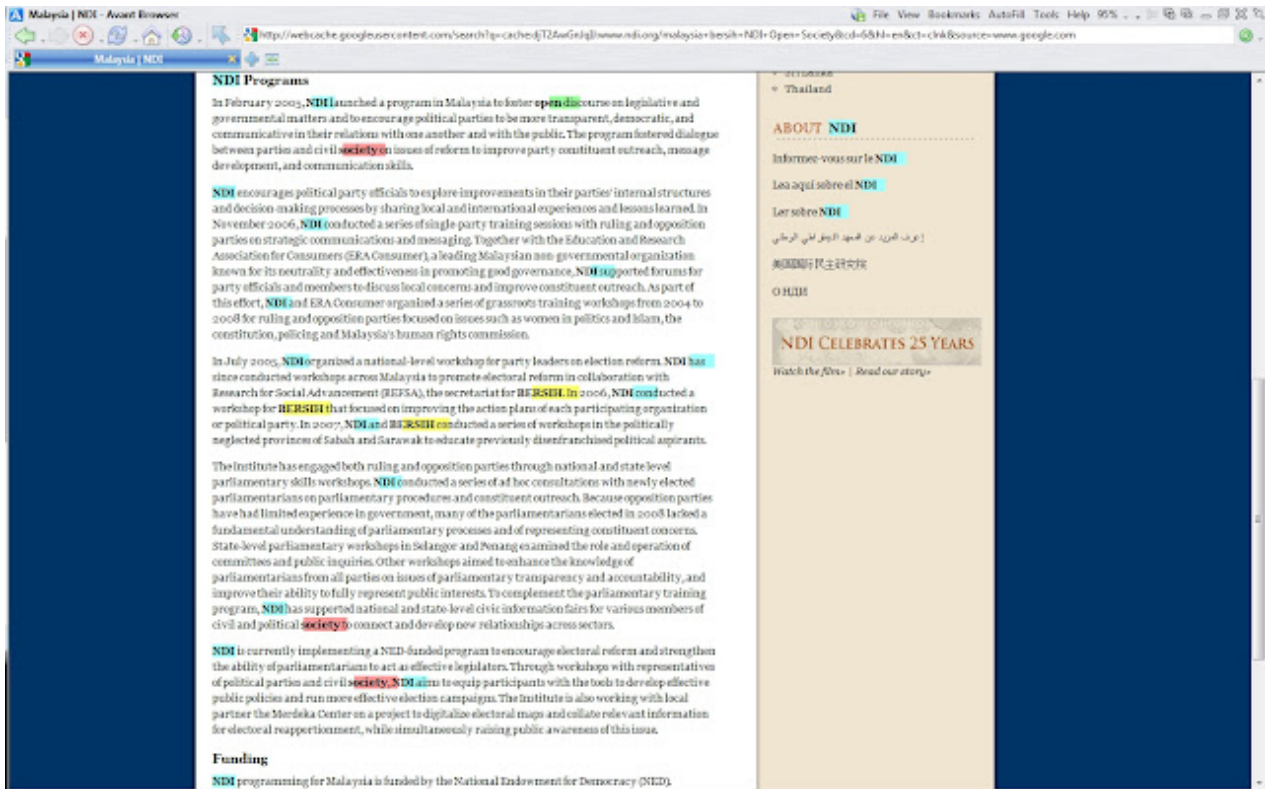 Malaysia | NDI - Avant Browser
File View Bookmarks AutoFill Tools Help 95%
Malaysia | NDI
NDI Programs
In February 2005, NDI launched a program in Malaysia to foster open discourse on legislative and
governmental matters and to encourage political parties to be more transparent, democratic, and
communicative in their relations with one another and with the public. The program fostered dialogue
between parties and civil society on issues of reform to improve party constituent outreach, message
development, and communication skills.
NDI encourages political party officials to explore improvements in their parties' internal structures
and decision-making processes by sharing local and international experiences and lessons learned. In
November 2006, NDI conducted a series of single-party training sessions with ruling and opposition
parties on strategic communications and messaging. Together with the Education and Research
Association for Consumers (ERA Consumer), a leading Malaysian non-governmental organization
known for its neutrality and effectiveness in promoting good governance, NDI supported forums for
party officials and members to discuss local concerns and improve constituent outreach. As part of
this effort, NDI and ERA Consumer organized a series of grassroots training workshops from 2004 to
2008 for ruling and opposition parties focused on issues such as women in politics and Islam, the
constitution, policing and Malaysia's human rights commission.
In July 2005, NDI organized a national-level workshop for party leaders on election reform. NDI has
since conducted workshops across Malaysia to promote electoral reform in collaboration with
Research for Social Advancement (REFSA), the secretariat for BERSIH. In 2006, NDI conducted a
workshop for BERSIH that focused on improving the action plans of each participating organization
or political party. In 2007, NDI and BERSIH conducted a series of workshops in the politically
neglected provinces of Sabah and Sarawak to educate previously disenfranchised political aspirants.
The Institute has engaged both ruling and opposition parties through national and state level
parliamentary skills workshops. NDI conducted a series of ad hoc consultations with newly elected
parliamentarians on parliamentary procedures and constituent outreach. Because opposition parties
have had limited experience in government, many of the parliamentarians elected in 2008 lacked a
fundamental understanding of parliamentary processes and of representing constituent concerns.
State-level parliamentary workshops in Selangor and Penang examined the role and operation of
committees and public inquiries. Other workshops aimed to enhance the knowledge of
parliamentarians from all parties on issues of parliamentary transparency and accountability, and
improve their ability to fully represent public interests. To complement the parliamentary training
program, NDI has supported national and state-level civic information fairs for various members of
civil and political society to connect and develop new relationships across sectors.
NDI is currently implementing a NED-funded program to encourage electoral reform and strengthen
the ability of parliamentarians to act as effective legislators. Through workshops with representatives
of political parties and civil society, NDI aims to equip participants with the tools to develop effective
public policies and run more effective election campaigns. The Institute is also working with local
partner the Merdeka Center on a project to digitalize electoral maps and collate relevant information
for electoral reapportionment, while simultaneously raising public awareness of this issue.
Funding
NDI programming for Malaysia is funded by the National Endowment for Democracy (NED).
Thailand
ABOUT NDI
Informez-vous sur le NDI
Lea aquí sobre el NDI
Ler sobre NDI
美国国际民主研究院
О НДИ
NDI CELEBRATES 25 YEARS
Watch the film» | Read our story»